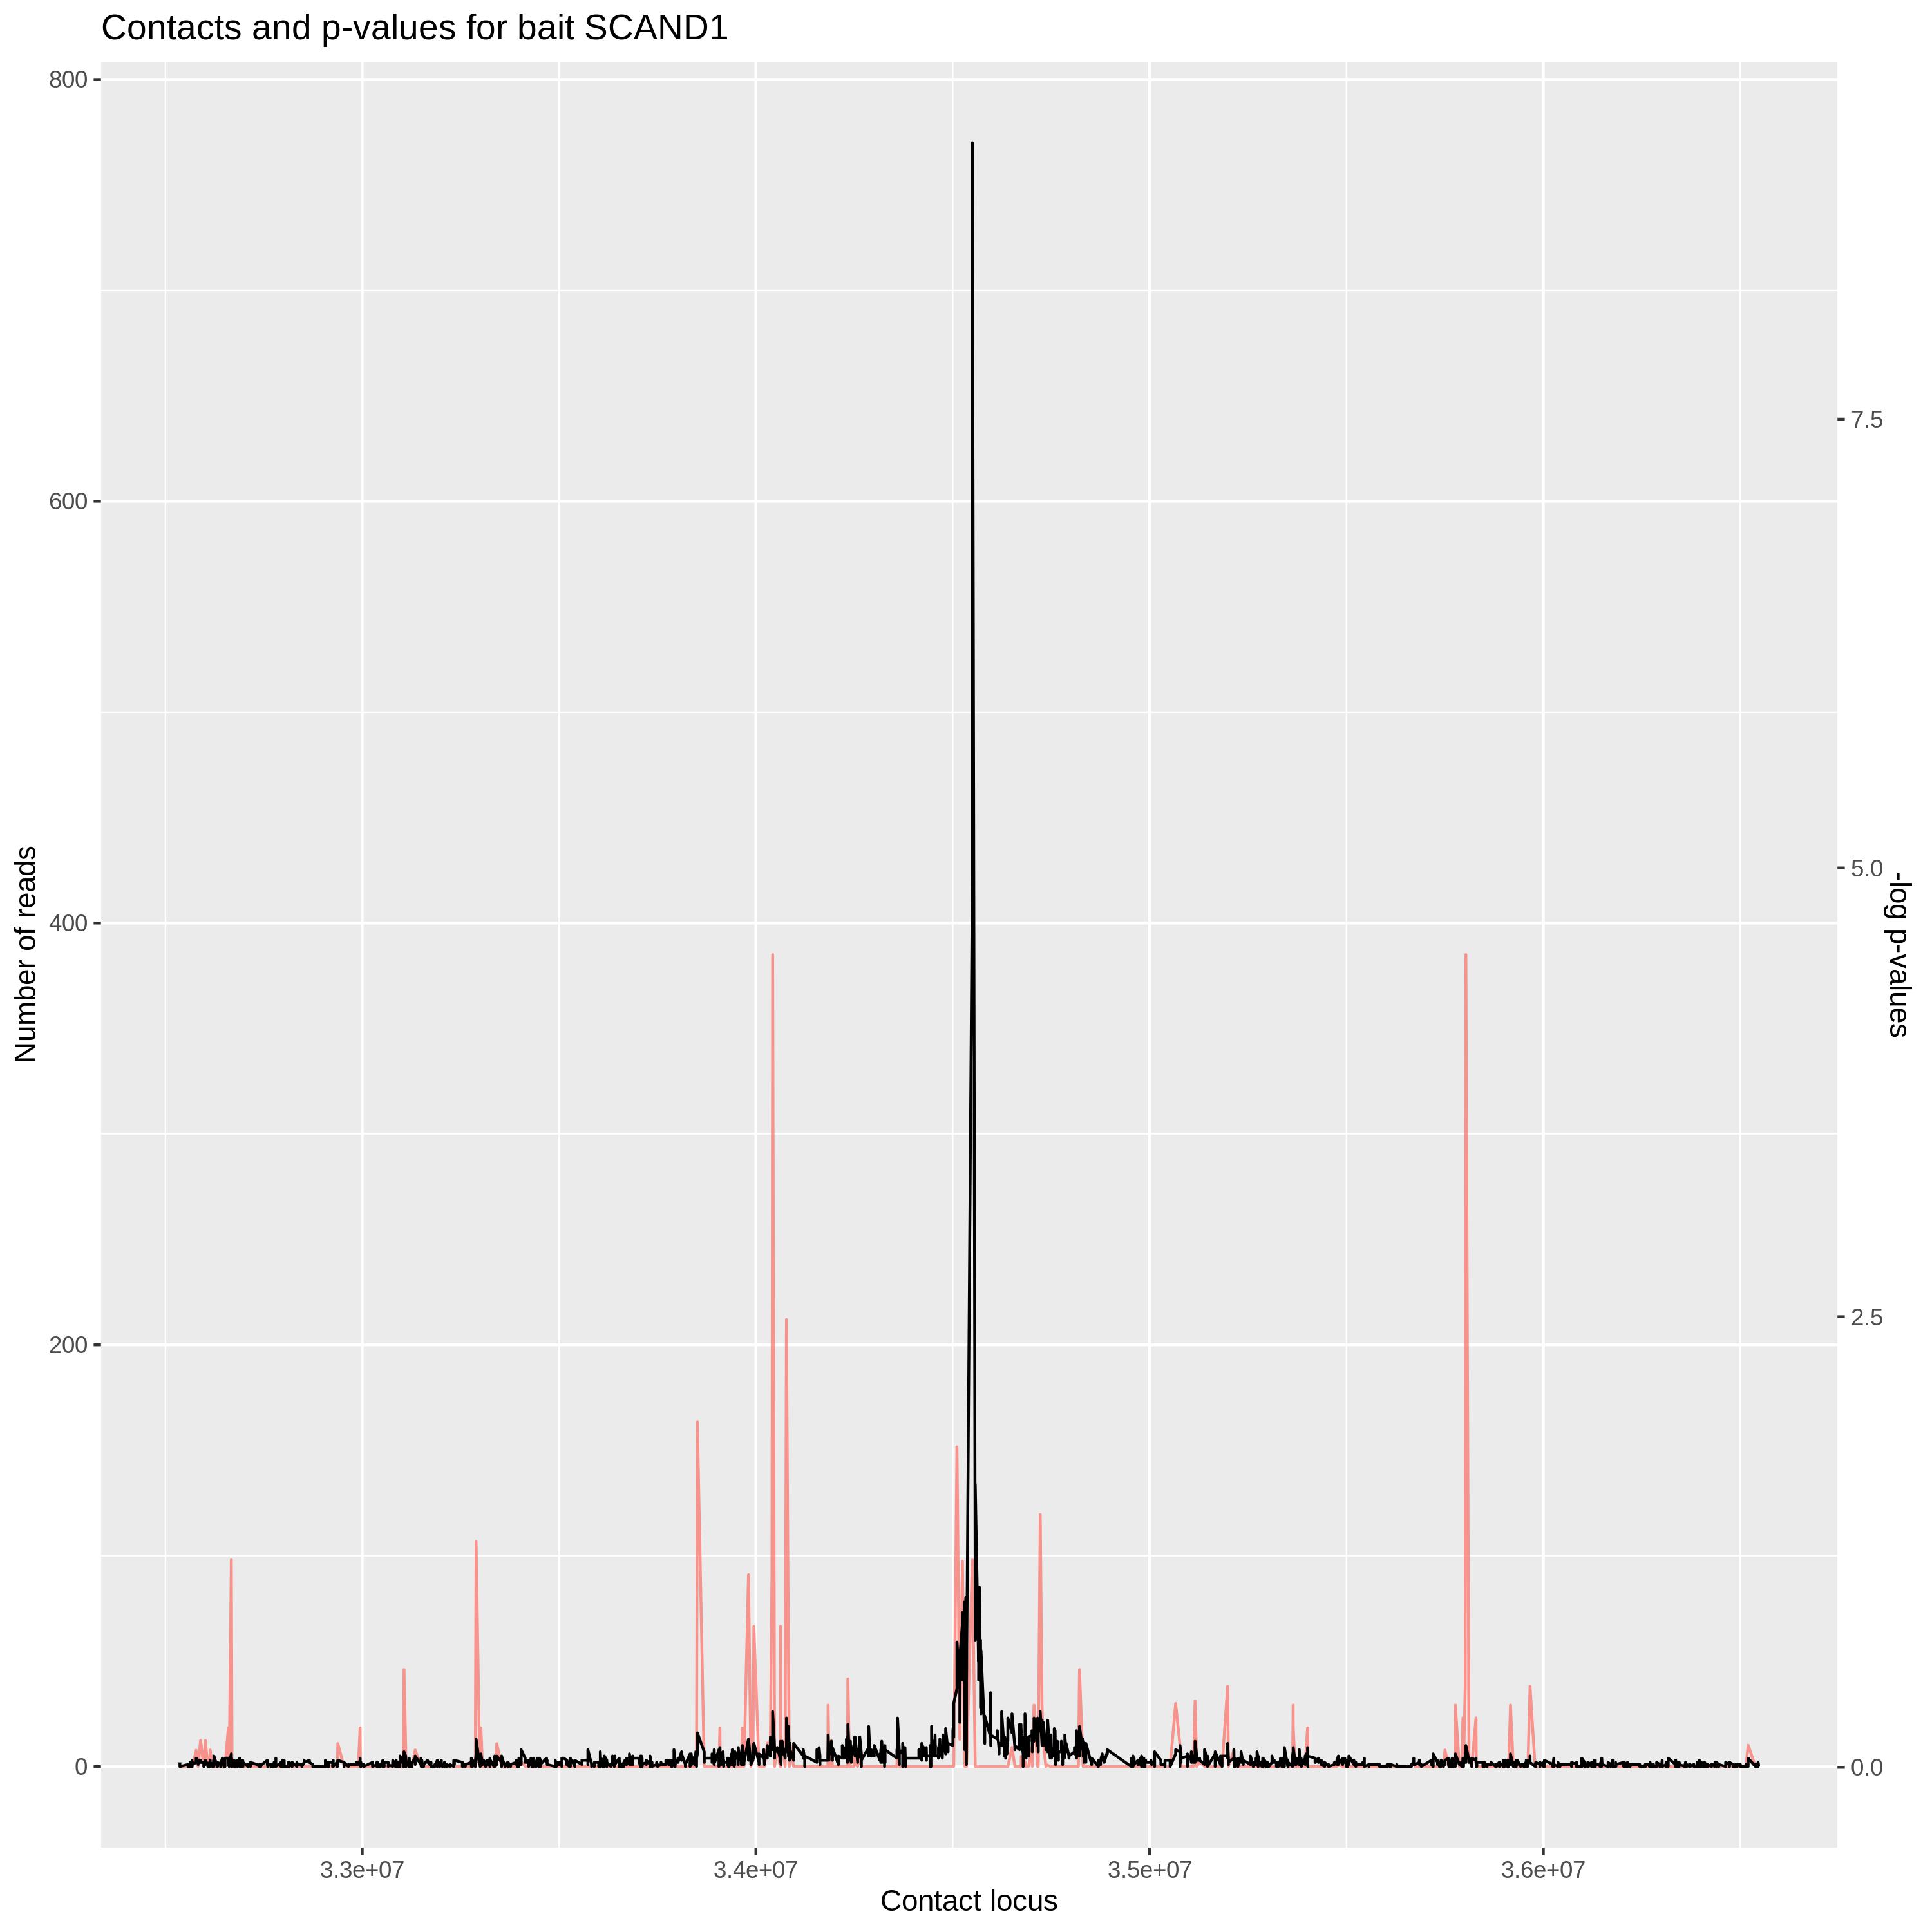 Contacts and p-values for bait SCAND1
800
600
400
200
0
Number of reads
7.5
5.0
2.5
0.0
-log p-values
3.3e+07
3.4e+07
3.5e+07
3.6e+07
Contact locus